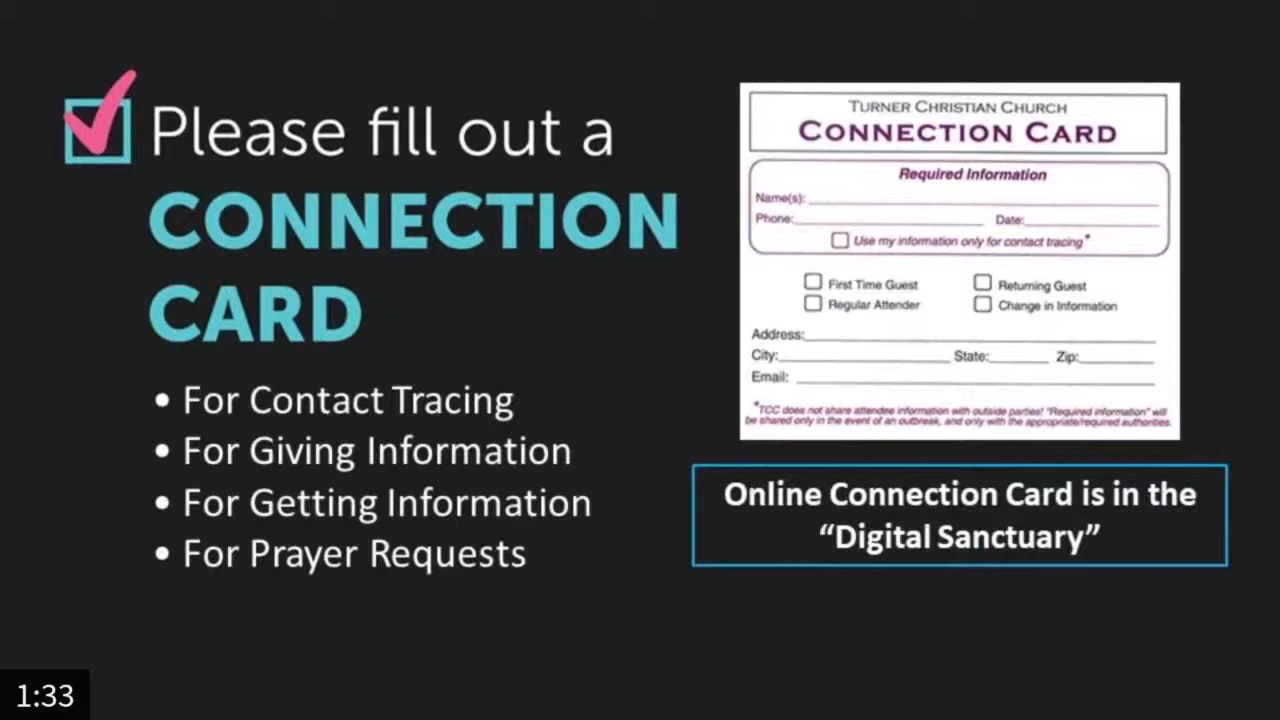 Please fill out a
CONNECTION
CARD
• For Contact Tracing
• For Giving Information
• For Getting Information
• For Prayer Requests
TURNER CHRISTIAN CHURCH
CONNECTION CARD
Required Information
Name(s):
Phone: Date:
Use my information only for contact tracing*
First Time Guest Returning Guest
Regular Attender Change in Information
Address:
City: State: Zip:
Email:
*TCC does not share attendee information with outside parties! "Required information" will
be shared only in the event of an outbreak, and only with the appropriate/required authorities.
Online Connection Card is in the
“Digital Sanctuary”
1:33